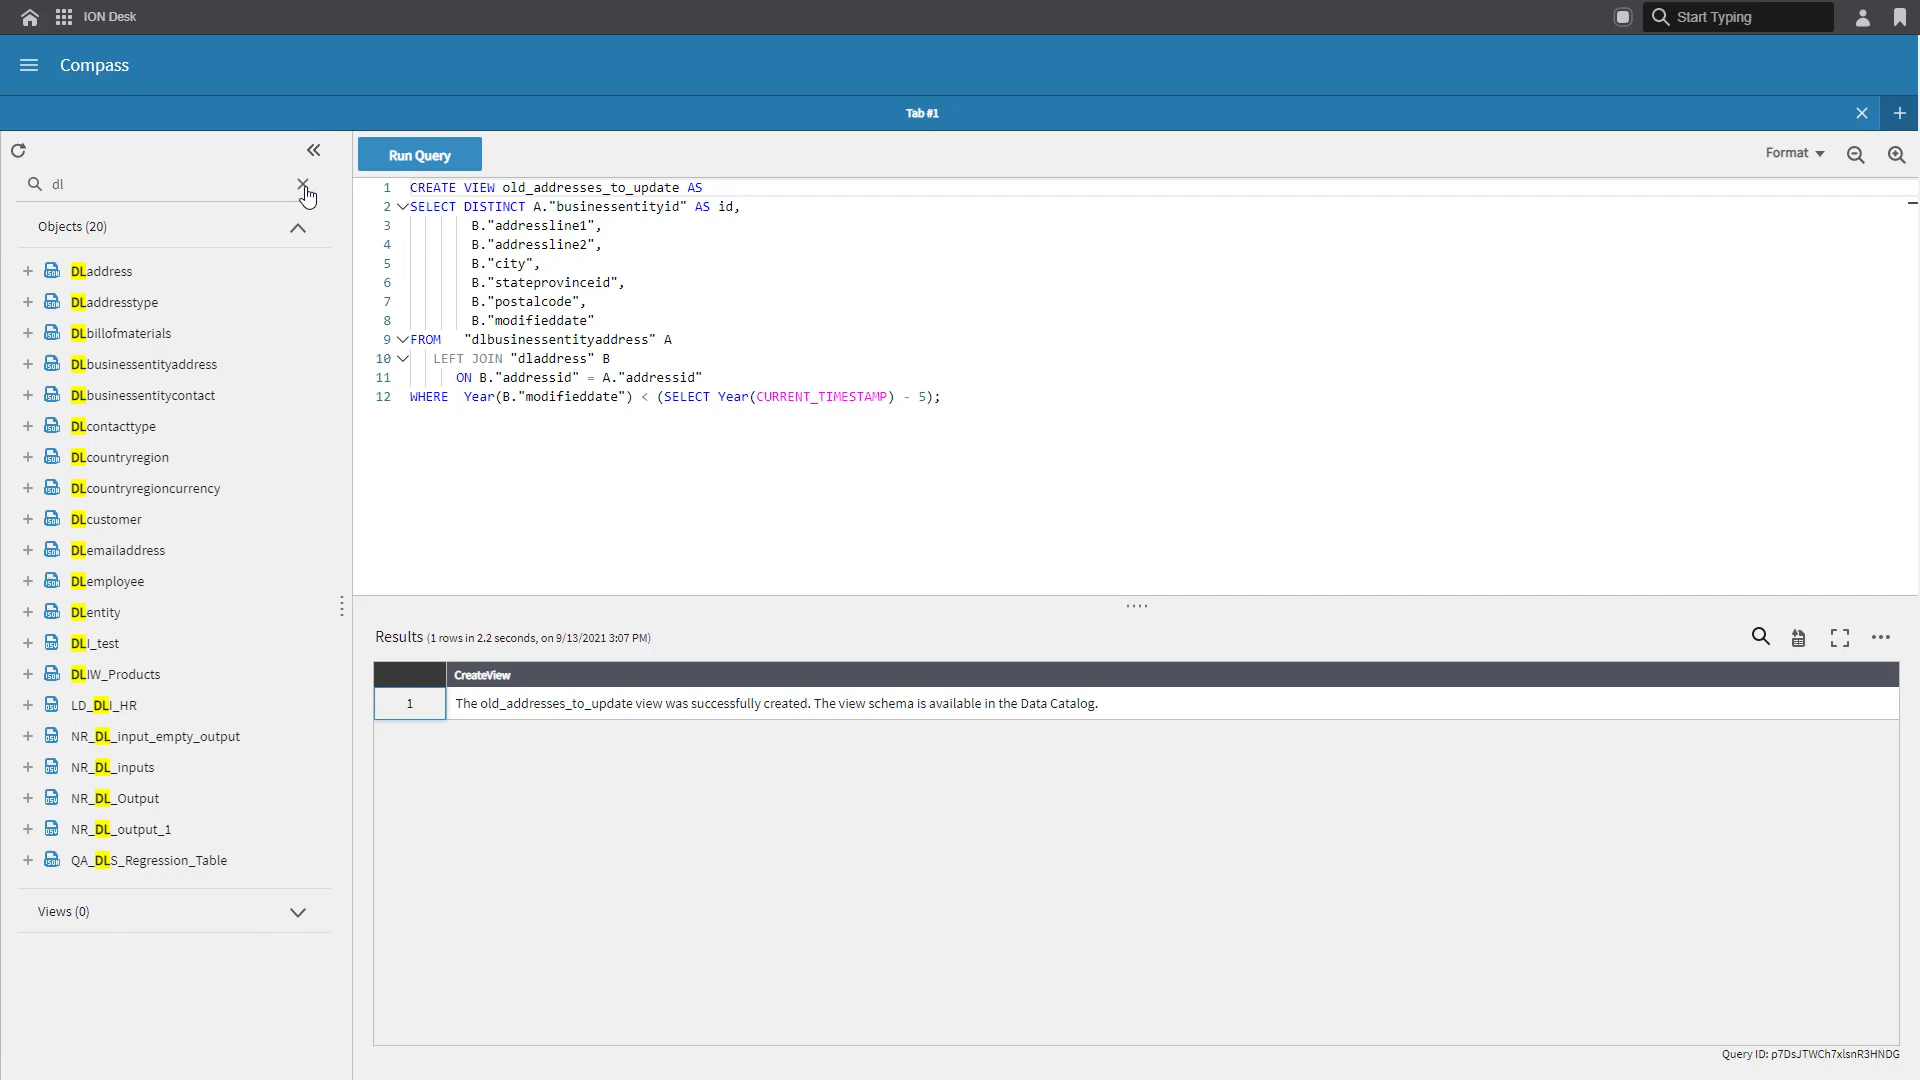 ION Desk
Start Typing
Compass
Tab #1
dl
Objects (20)
DLaddress
DLaddresstype
DLbillofmaterials
DLbusinessentityaddress
DLbusinessentitycontact
DLcontacttype
DLcountryregion
DLcountryregioncurrency
DLcustomer
DLemailaddress
DLemployee
DLentity
DLI_test
DLIW_Products
LD_DLI_HR
NR_DL_input_empty_output
NR_DL_inputs
NR_DL_Output
NR_DL_output_1
QA_DLS_Regression_Table
Views (0)
Run Query
Format
1 CREATE VIEW old_addresses_to_update AS
2 SELECT DISTINCT A."businessentityid" AS id,
3 B."addressline1",
4 B."addressline2",
5 B."city",
6 B."stateprovinceid",
7 B."postalcode",
8 B."modifieddate"
9 FROM "dlbusinessentityaddress" A
10 LEFT JOIN "dladdress" B
11 ON B."addressid" = A."addressid"
12 WHERE Year(B."modifieddate") < (SELECT Year(CURRENT_TIMESTAMP) - 5);
Results (1 rows in 2.2 seconds, on 9/13/2021 3:07 PM)
CreateView
1 The old_addresses_to_update view was successfully created. The view schema is available in the Data Catalog.
Query ID: p7DsJTWCh7xlsnR3HNDG